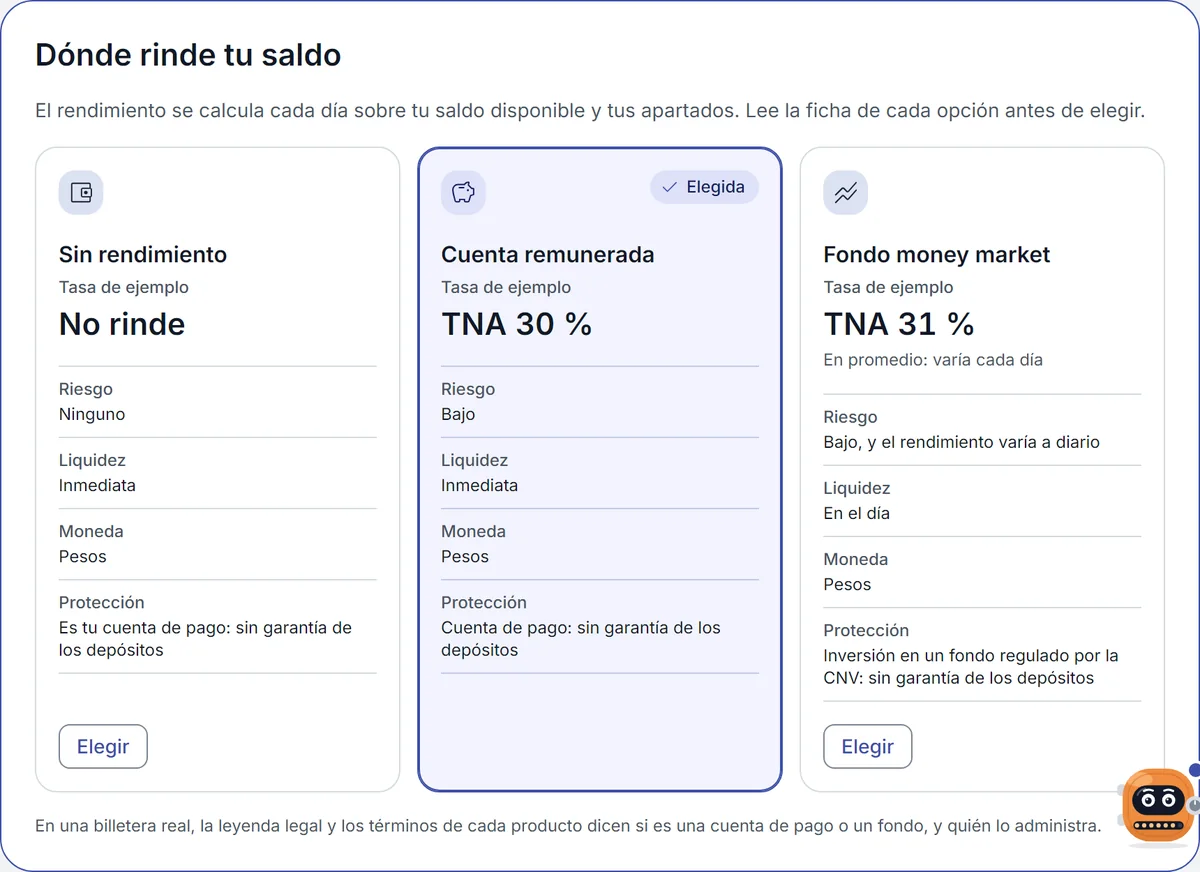 Dónde rinde tu saldo
El rendimiento se calcula cada día sobre tu saldo disponible y tus apartados. Lee la ficha de cada opción antes de elegir.
Sin rendimiento
Tasa de ejemplo
No rinde
Riesgo
Ninguno
Liquidez
Inmediata
Moneda
Pesos
Protección
Es tu cuenta de pago: sin garantía de
los depósitos
Elegir
Elegida
Cuenta remunerada
Tasa de ejemplo
TNA 30 %
Riesgo
Bajo
Liquidez
Inmediata
Moneda
Pesos
Protección
Cuenta de pago: sin garantía de los
depósitos
Fondo money market
Tasa de ejemplo
TNA 31 %
En promedio: varía cada día
Riesgo
Bajo, y el rendimiento varía a diario
Liquidez
En el día
Moneda
Pesos
Protección
Inversión en un fondo regulado por la
CNV: sin garantía de los depósitos
Elegir
En una billetera real, la leyenda legal y los términos de cada producto dicen si es una cuenta de pago o un fondo, y quién lo administra.